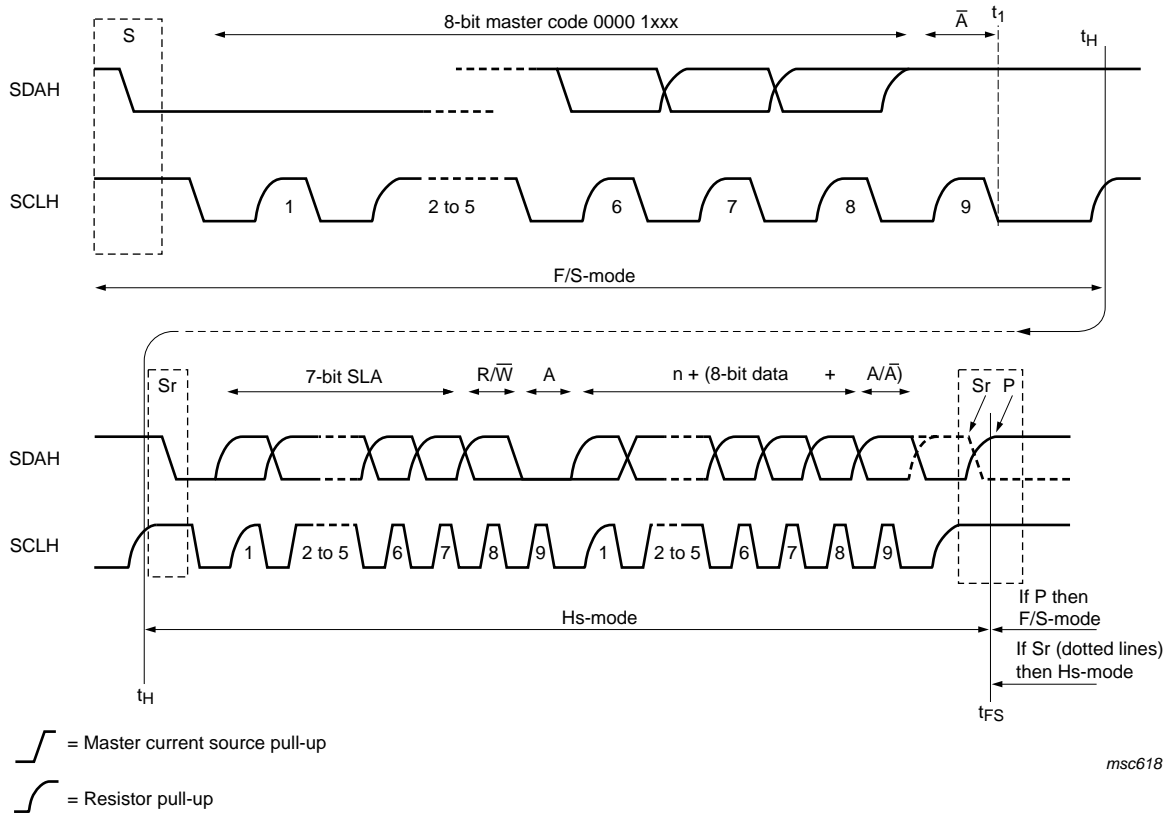 8-bit master code 0000 1xxx
A̅
t1
tH
S
SDAH
SCLH
1
2 to 5
6
7
8
9
F/S-mode
Sr
7-bit SLA
R/W̅
A
n + (8-bit data + A/A̅)
Sr P
SDAH
SCLH
1
2 to 5
6
7
8
9
1
2 to 5
6
7
8
9
Hs-mode
If P then
F/S-mode
If Sr (dotted lines)
then Hs-mode
tH
tFS
= Master current source pull-up
= Resistor pull-up
msc618